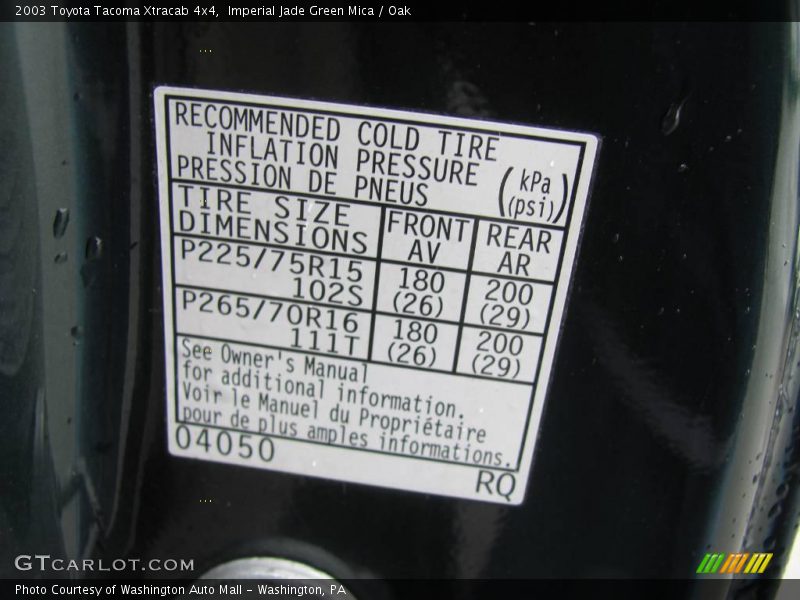 2003 Toyota Tacoma Xtracab 4x4, Imperial Jade Green Mica / Oak
RECOMMENDED COLD TIRE
INFLATION PRESSURE
PRESSION DE PNEUS
(kPa
(psi))
TIRE SIZE
DIMENSIONS
FRONT
AV
REAR
AR
P225/75R15
102S
180
(26)
200
(29)
P265/70R16
111T
180
(26)
200
(29)
See Owner's Manual
for additional information.
Voir le Manuel du Propriétaire
pour de plus amples informations.
04050
RQ
GTCARLOT.COM
Photo Courtesy of Washington Auto Mall - Washington, PA